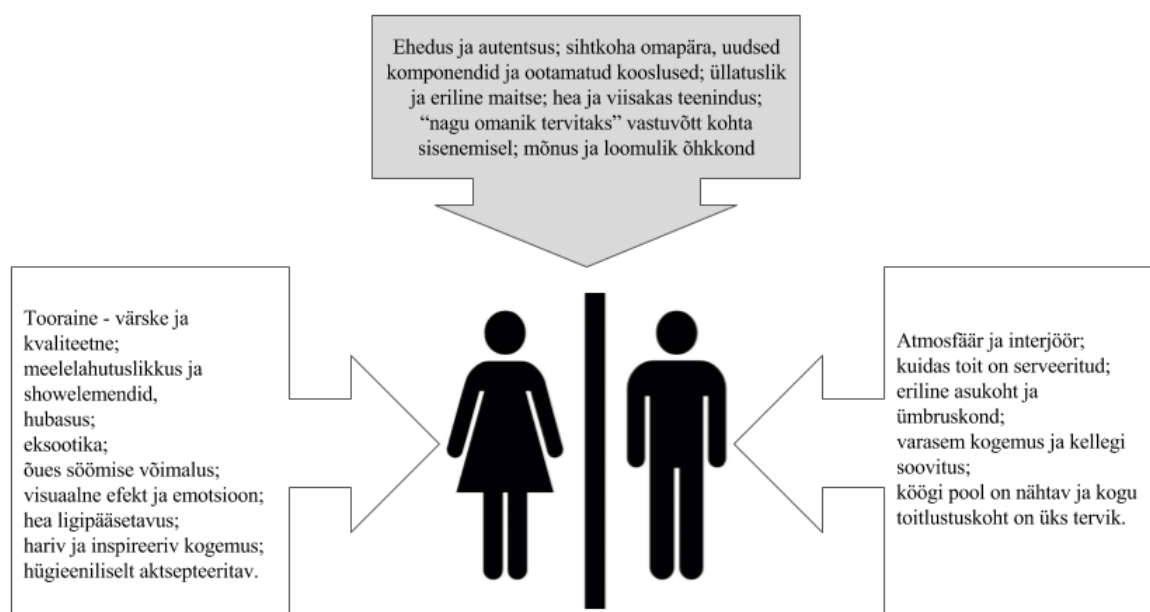 Ehedus ja autentsus; sihtkoha omapära, uudsed
komponendid ja ootamatud kooslused; üllatuslik
ja eriline maitse; hea ja viisakas teenindus;
“nagu omanik tervitaks” vastuvõtt kohta
sisenemisel; mõnus ja loomulik õhkkond
Tooraine - värske ja
kvaliteetne;
meelelahutuslikkus ja
showelemendid,
hubasus;
eksootika;
õues söömise võimalus;
visuaalne efekt ja emotsioon;
hea ligipääsetavus;
hariv ja inspireeriv kogemus;
hügieeniliselt aktsepteeritav.
Atmosfäär ja interjöör;
kuidas toit on serveeritud;
eriline asukoht ja
ümbruskond;
varasem kogemus ja kellegi
soovitus;
köögi pool on nähtav ja kogu
toitlustuskoht on üks tervik.